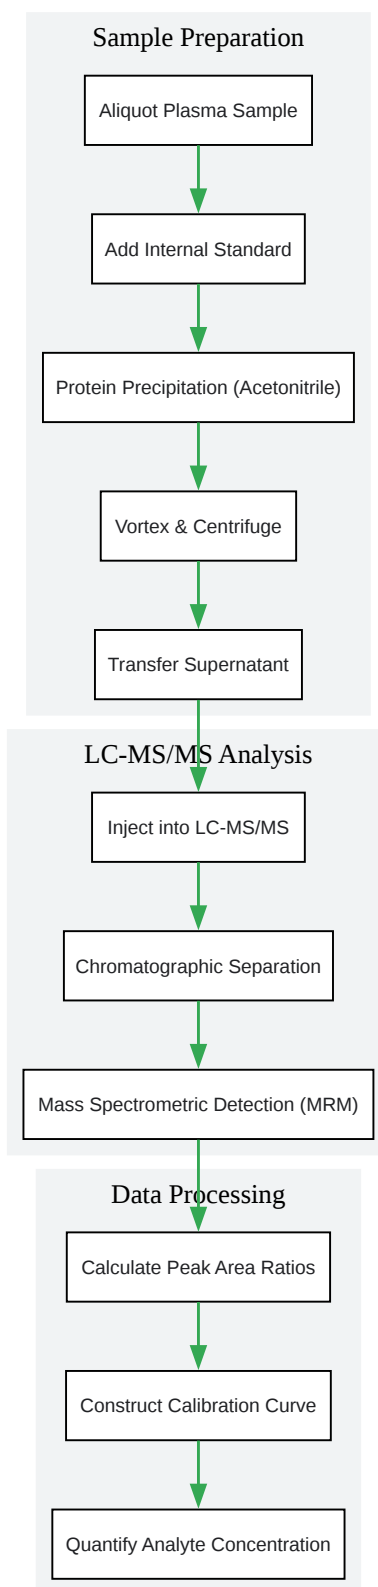 Sample Preparation
Aliquot Plasma Sample
Add Internal Standard
Protein Precipitation (Acetonitrile)
Vortex & Centrifuge
Transfer Supernatant
LC-MS/MS Analysis
Inject into LC-MS/MS
Chromatographic Separation
Mass Spectrometric Detection (MRM)
Data Processing
Calculate Peak Area Ratios
Construct Calibration Curve
Quantify Analyte Concentration